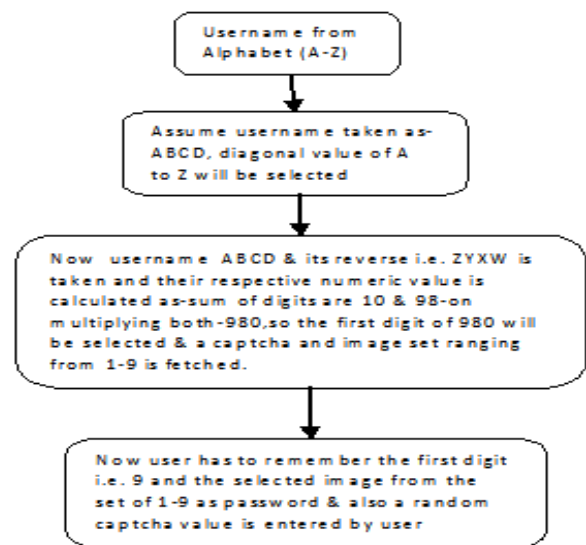 Username from
Alphabet (A-Z)
Assume username taken as-
ABCD, diagonal value of A
to Z will be selected
Now username ABCD & its reverse i.e. ZYXW is
taken and their respective numeric value is
calculated as-sum of digits are 10 & 98-on
multiplying both-980,so the first digit of 980 will
be selected & a captcha and image set ranging
from 1-9 is fetched.
Now user has to remember the first digit
i.e. 9 and the selected image from the
set of 1-9 as password & also a random
captcha value is entered by user